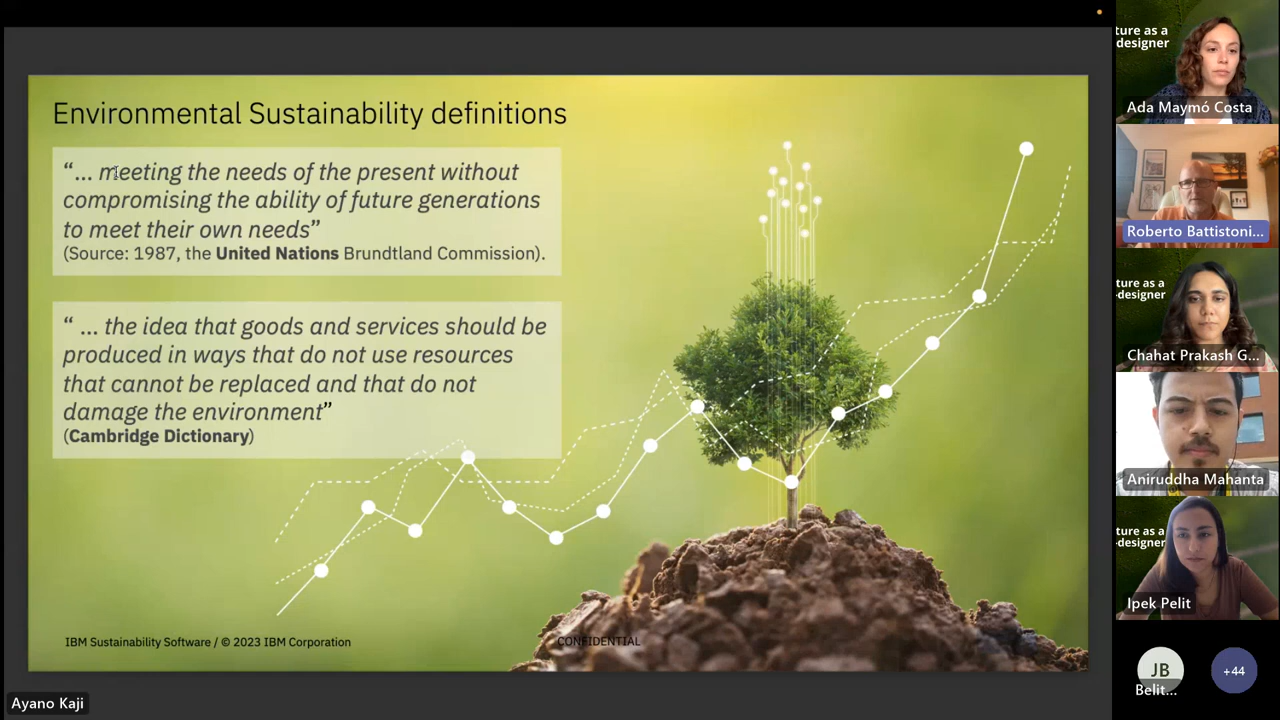 Environmental Sustainability definitions
“... meeting the needs of the present without
compromising the ability of future generations
to meet their own needs”
(Source: 1987, the United Nations Brundtland Commission).
“ ... the idea that goods and services should be
produced in ways that do not use resources
that cannot be replaced and that do not
damage the environment”
(Cambridge Dictionary)
IBM Sustainability Software / © 2023 IBM Corporation
CONFIDENTIAL
Ayano Kaji
ture as a
designer
Ada Maymó Costa
Roberto Battistoni...
ture as a
-designer
Chahat Prakash G...
Aniruddha Mahanta
ture as a
-designer
Ipek Pelit
JB
Belit...
+44